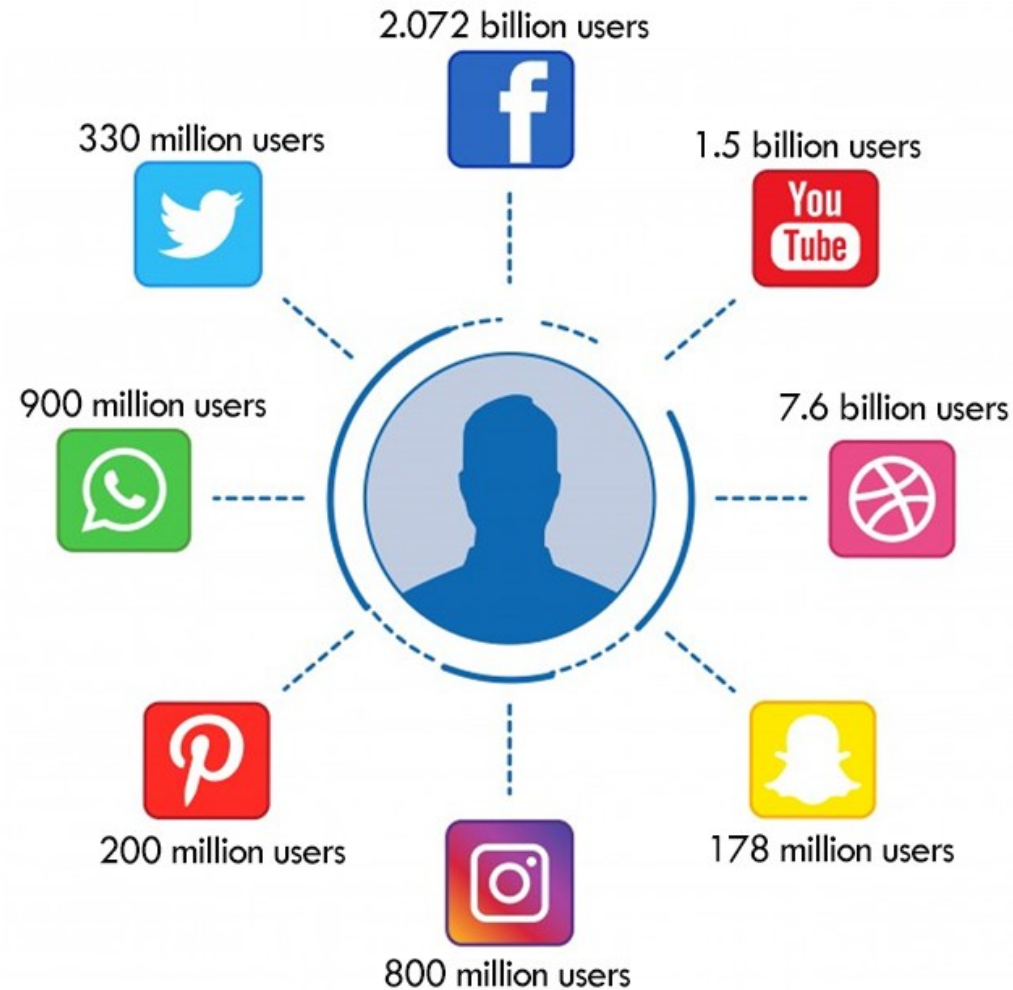 2.072 billion users
f
330 million users
1.5 billion users
You
Tube
900 million users
7.6 billion users
200 million users
178 million users
800 million users